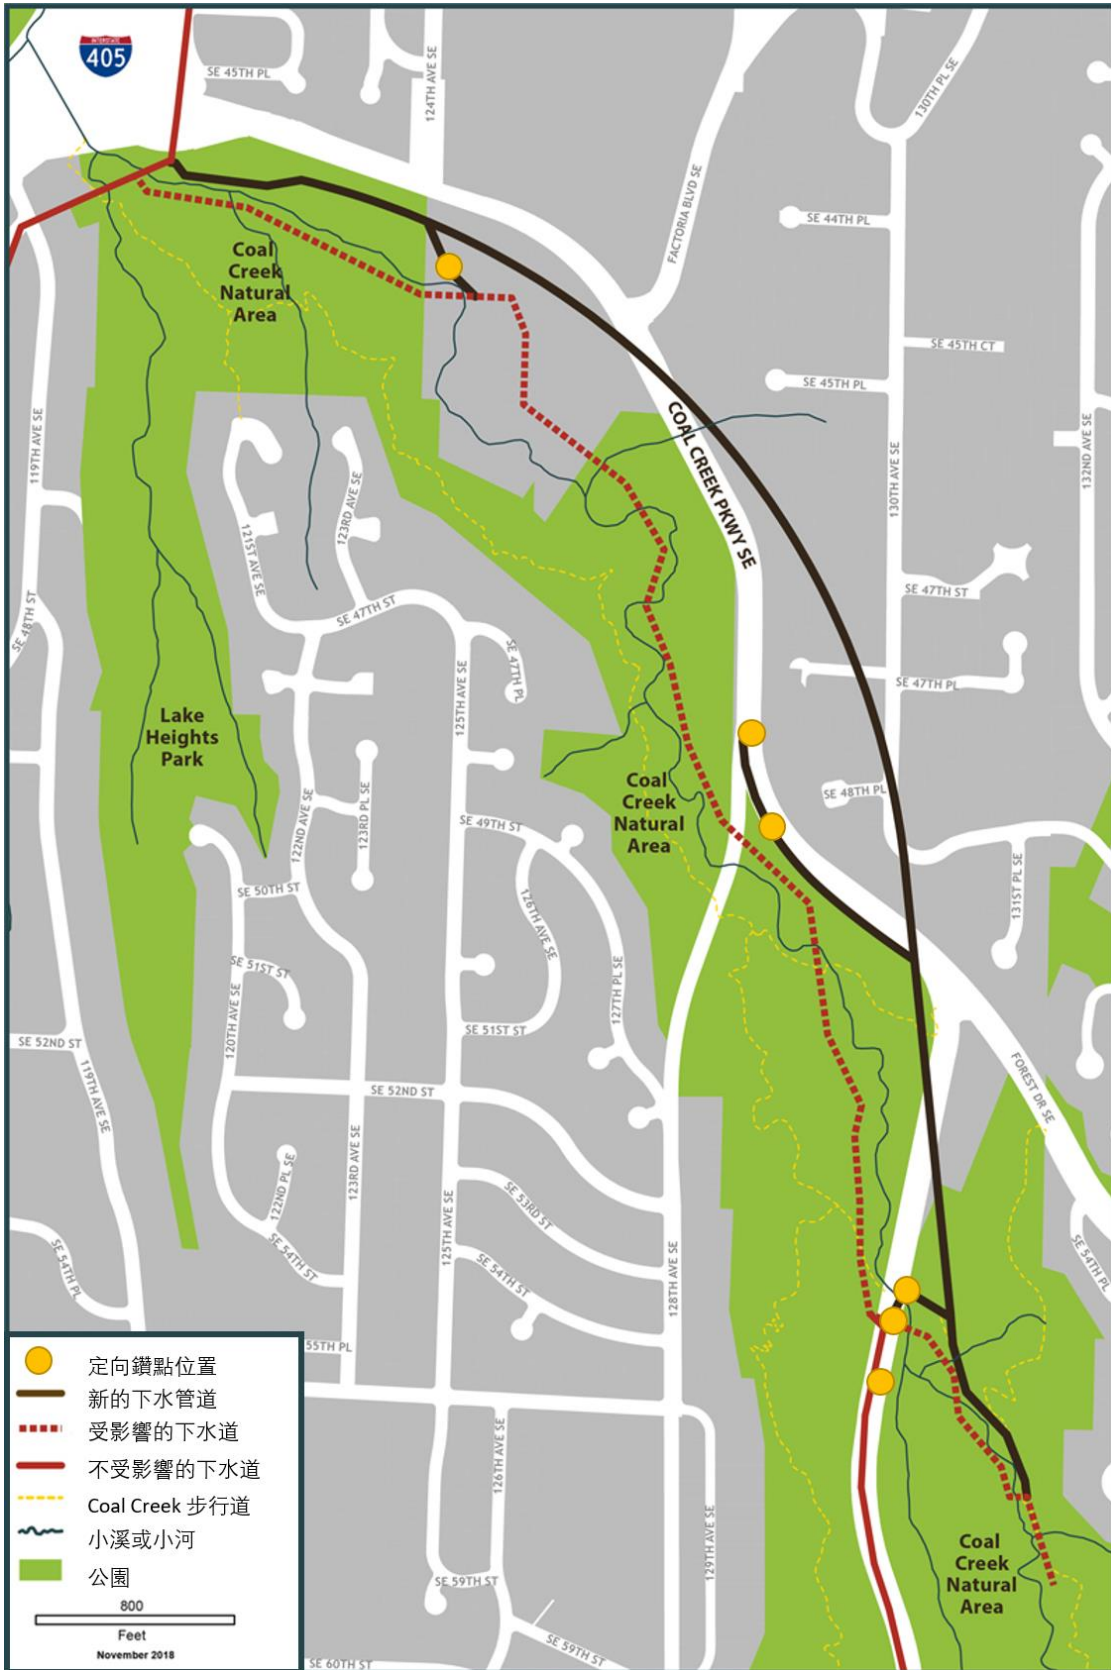 INTERSTATE
405
SE 45TH PL
124TH AVE SE
130TH PL SE
FACTORIA BLVD SE
SE 44TH PL
Coal
Creek
Natural
Area
SE 45TH CT
SE 45TH PL
COAL CREEK PKWY SE
119TH AVE SE
132ND AVE SE
130TH AVE SE
121ST AVE SE
123RD AVE SE
SE 47TH ST
SE 47TH ST
SE 48TH ST
SE 47TH PL
SE 47TH PL
125TH AVE SE
Lake
Heights
Park
Coal
Creek
Natural
Area
SE 48TH PL
123RD PL SE
122ND AVE SE
SE 49TH ST
SE 50TH ST
126TH AVE SE
131ST PL SE
SE 51ST ST
127TH PL SE
120TH AVE SE
SE 51ST ST
SE 52ND ST
119TH AVE SE
SE 52ND ST
FOREST DR SE
123RD AVE SE
122ND PL SE
SE 53RD ST
125TH AVE SE
SE 54TH ST
SE 54TH ST
SE 54TH PL
SE 54TH PL
128TH AVE SE
55TH PL
126TH AVE SE
129TH AVE SE
Coal
Creek
Natural
Area
SE 59TH ST
SE 59TH ST
SE 60TH ST
定向鑽點位置
新的下水管道
受影響的下水道
不受影響的下水道
Coal Creek 步行道
小溪或小河
公園
800
Feet
November 2018